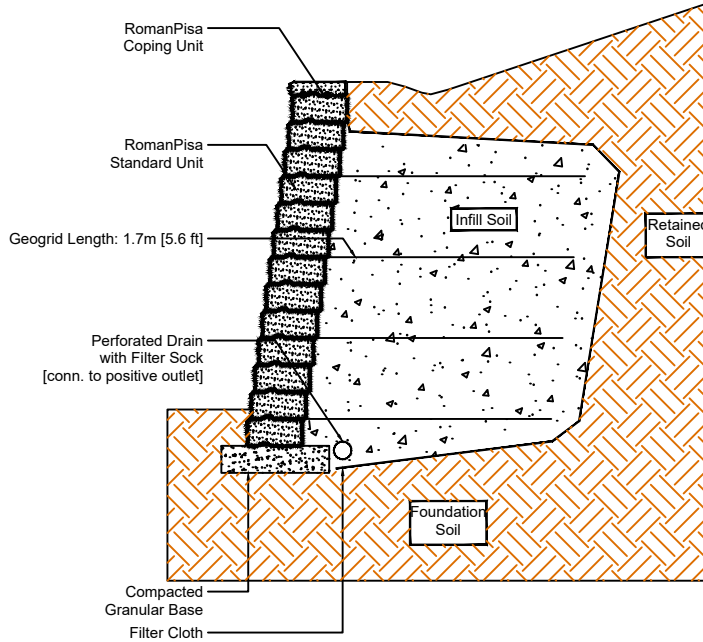 RomanPisa
Coping Unit
RomanPisa
Standard Unit
Infill Soil
Retained
Soil
Geogrid Length: 1.7m [5.6 ft]
Perforated Drain
with Filter Sock
[conn. to positive outlet]
Foundation
Soil
Compacted
Granular Base
Filter Cloth